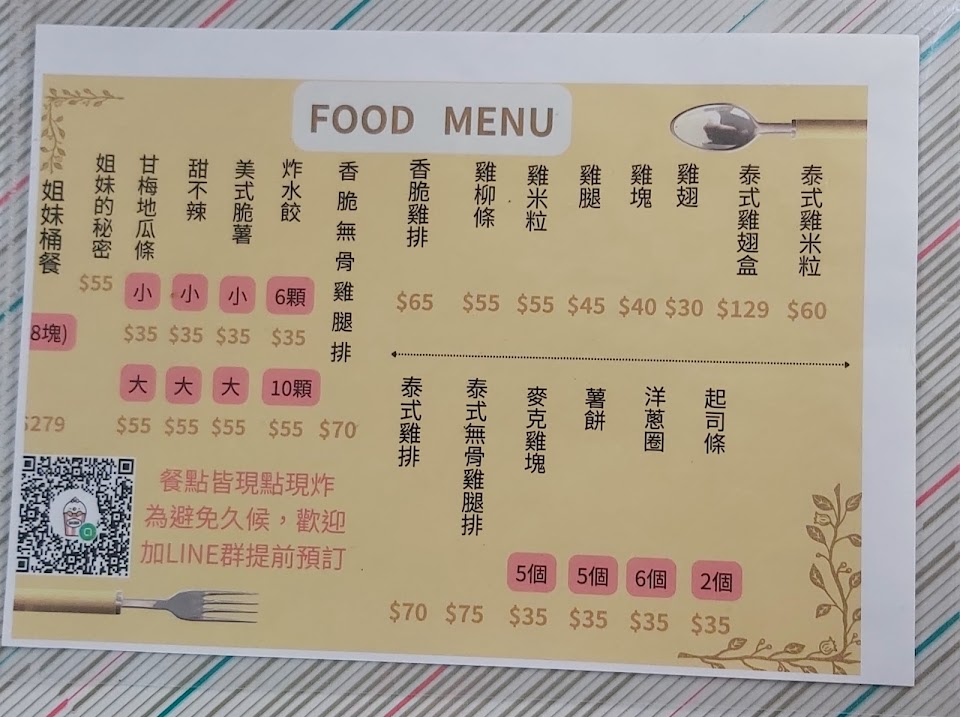 FOOD MENU
泰式雞米粒
$60
泰式雞翅盒
$129
雞翅
$30
雞塊
$40
雞腿
$45
雞米粒
$55
雞柳條
$55
香脆雞排
$65
香脆無骨雞腿排
$70
炸水餃
6顆
$35
10顆
$55
美式脆薯
小
$35
大
$55
甜不辣
小
$35
大
$55
甘梅地瓜條
小
$35
大
$55
姐妹的秘密
$55
姐妹桶餐
8塊)
$279
起司條
2個
$35
洋蔥圈
6個
$35
薯餅
5個
$35
麥克雞塊
5個
$35
泰式無骨雞腿排
$75
泰式雞排
$70
餐點皆現點現炸
為避免久候，歡迎
加LINE群提前預訂